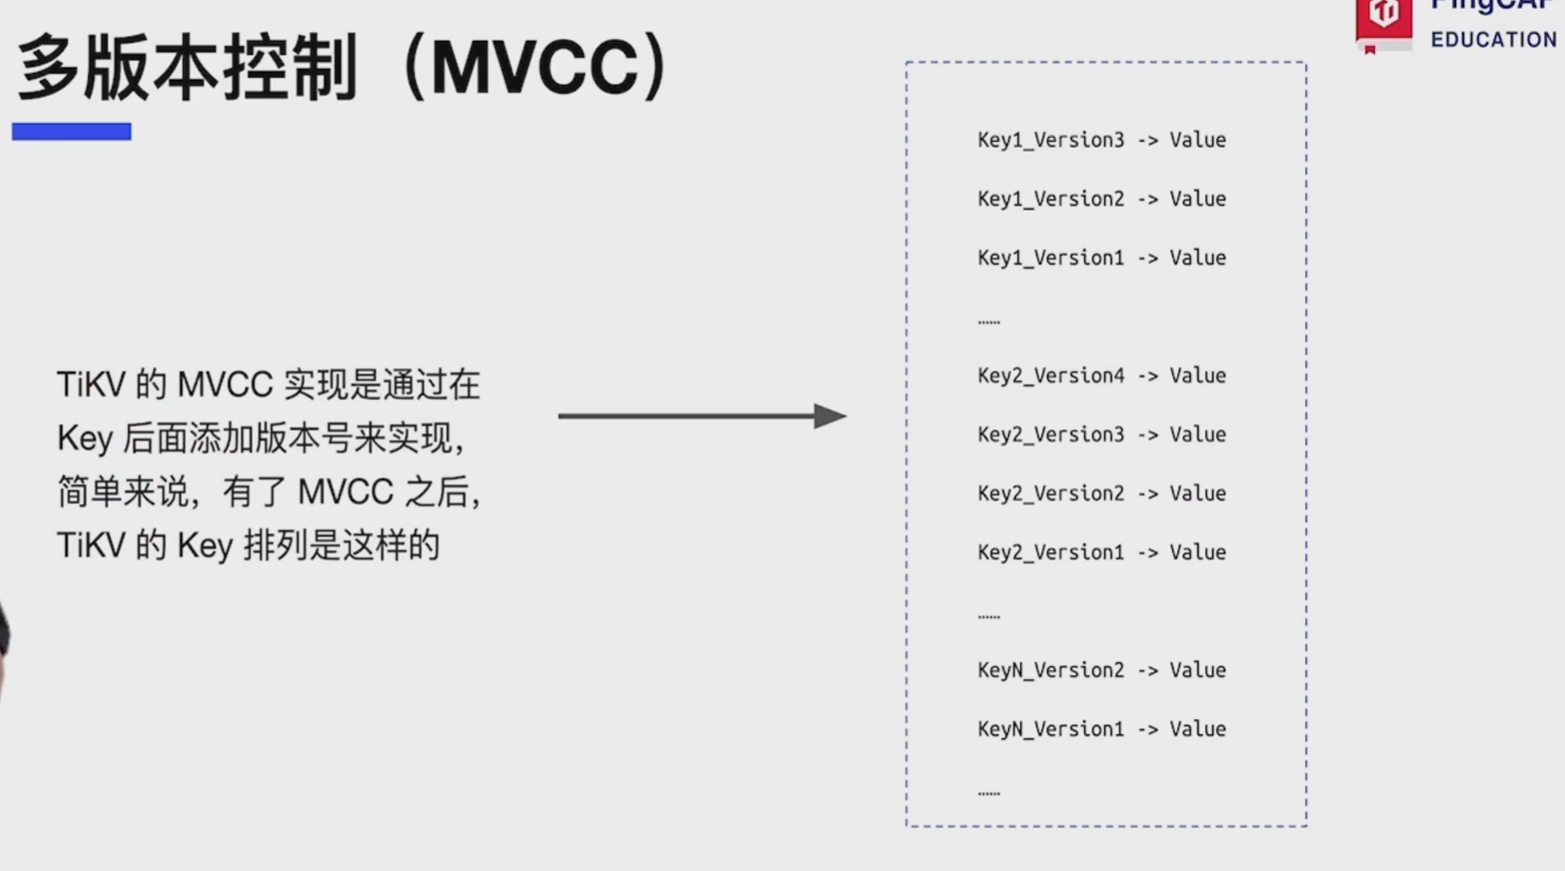 多版本控制（MVCC）
EDUCATION
TiKV 的 MVCC 实现是通过在
Key 后面添加版本号来实现，
简单来说，有了 MVCC 之后，
TiKV 的 Key 排列是这样的
Key1_Version3 -> Value
Key1_Version2 -> Value
Key1_Version1 -> Value
……
Key2_Version4 -> Value
Key2_Version3 -> Value
Key2_Version2 -> Value
Key2_Version1 -> Value
……
KeyN_Version2 -> Value
KeyN_Version1 -> Value
……